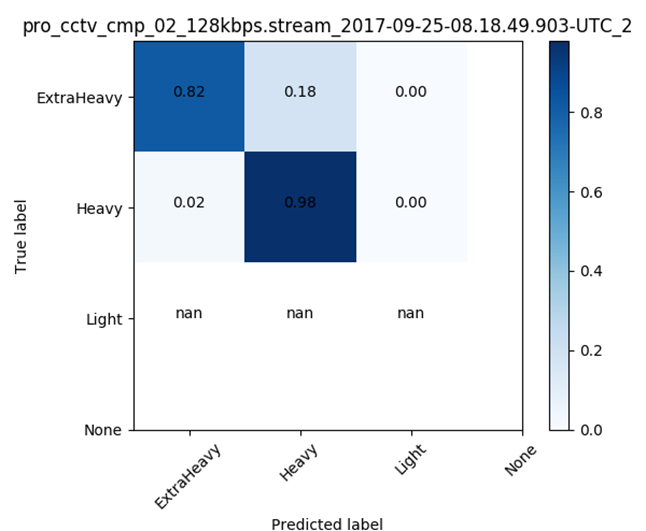 pro_cctv_cmp_02_128kbps.stream_2017-09-25-08.18.49.903-UTC_2
ExtraHeavy 0.82 0.18 0.00
Heavy 0.02 0.98 0.00
Light nan nan nan
None
True label
ExtraHeavy Heavy Light None
Predicted label
0.8
0.6
0.4
0.2
0.0